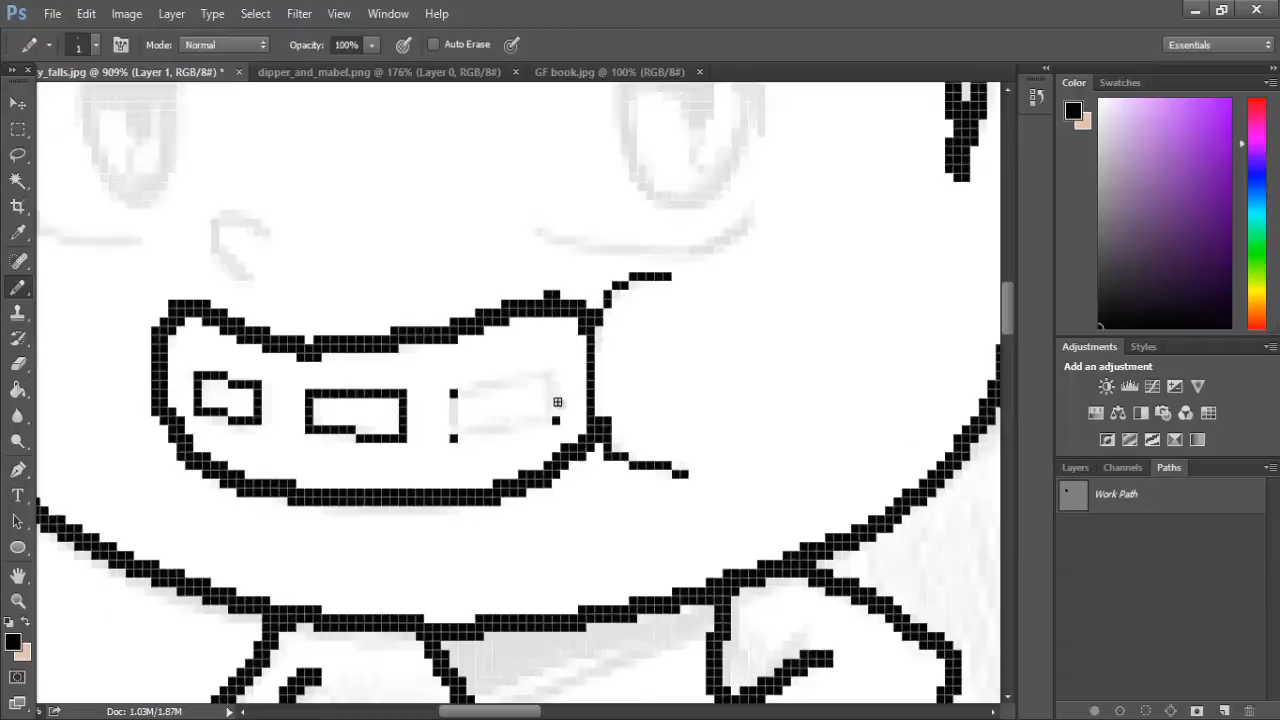 Ps File Edit Image Layer Type Select Filter View Window Help
1 Mode: Normal Opacity: 100% Auto Erase Essentials
y_falls.jpg @ 909% (Layer 1, RGB/8#) * × dipper_and_mabel.png @ 176% (Layer 0, RGB/8#) × GF book.jpg @ 100% (RGB/8#) ×
Color Swatches
Adjustments Styles
Add an adjustment
Layers Channels Paths
Work Path
Doc: 1.03M/1.87M